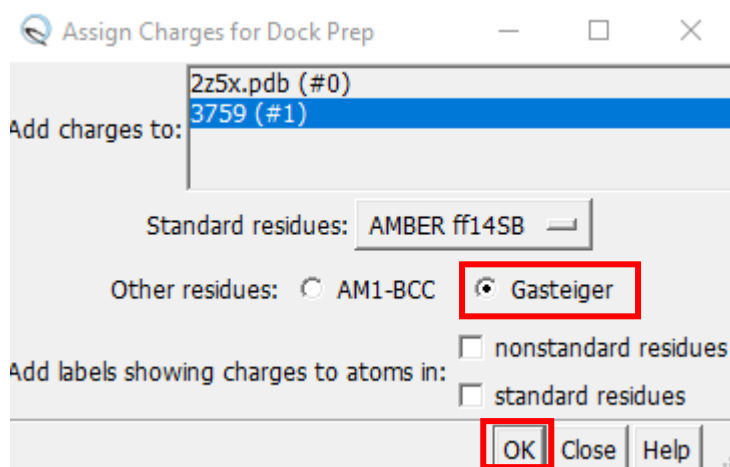 Assign Charges for Dock Prep
2z5x.pdb (#0)
3759 (#1)
Add charges to:
Standard residues: AMBER ff14SB
Other residues: AM1-BCC Gasteiger
Add labels showing charges to atoms in:
nonstandard residues
standard residues
OK Close Help